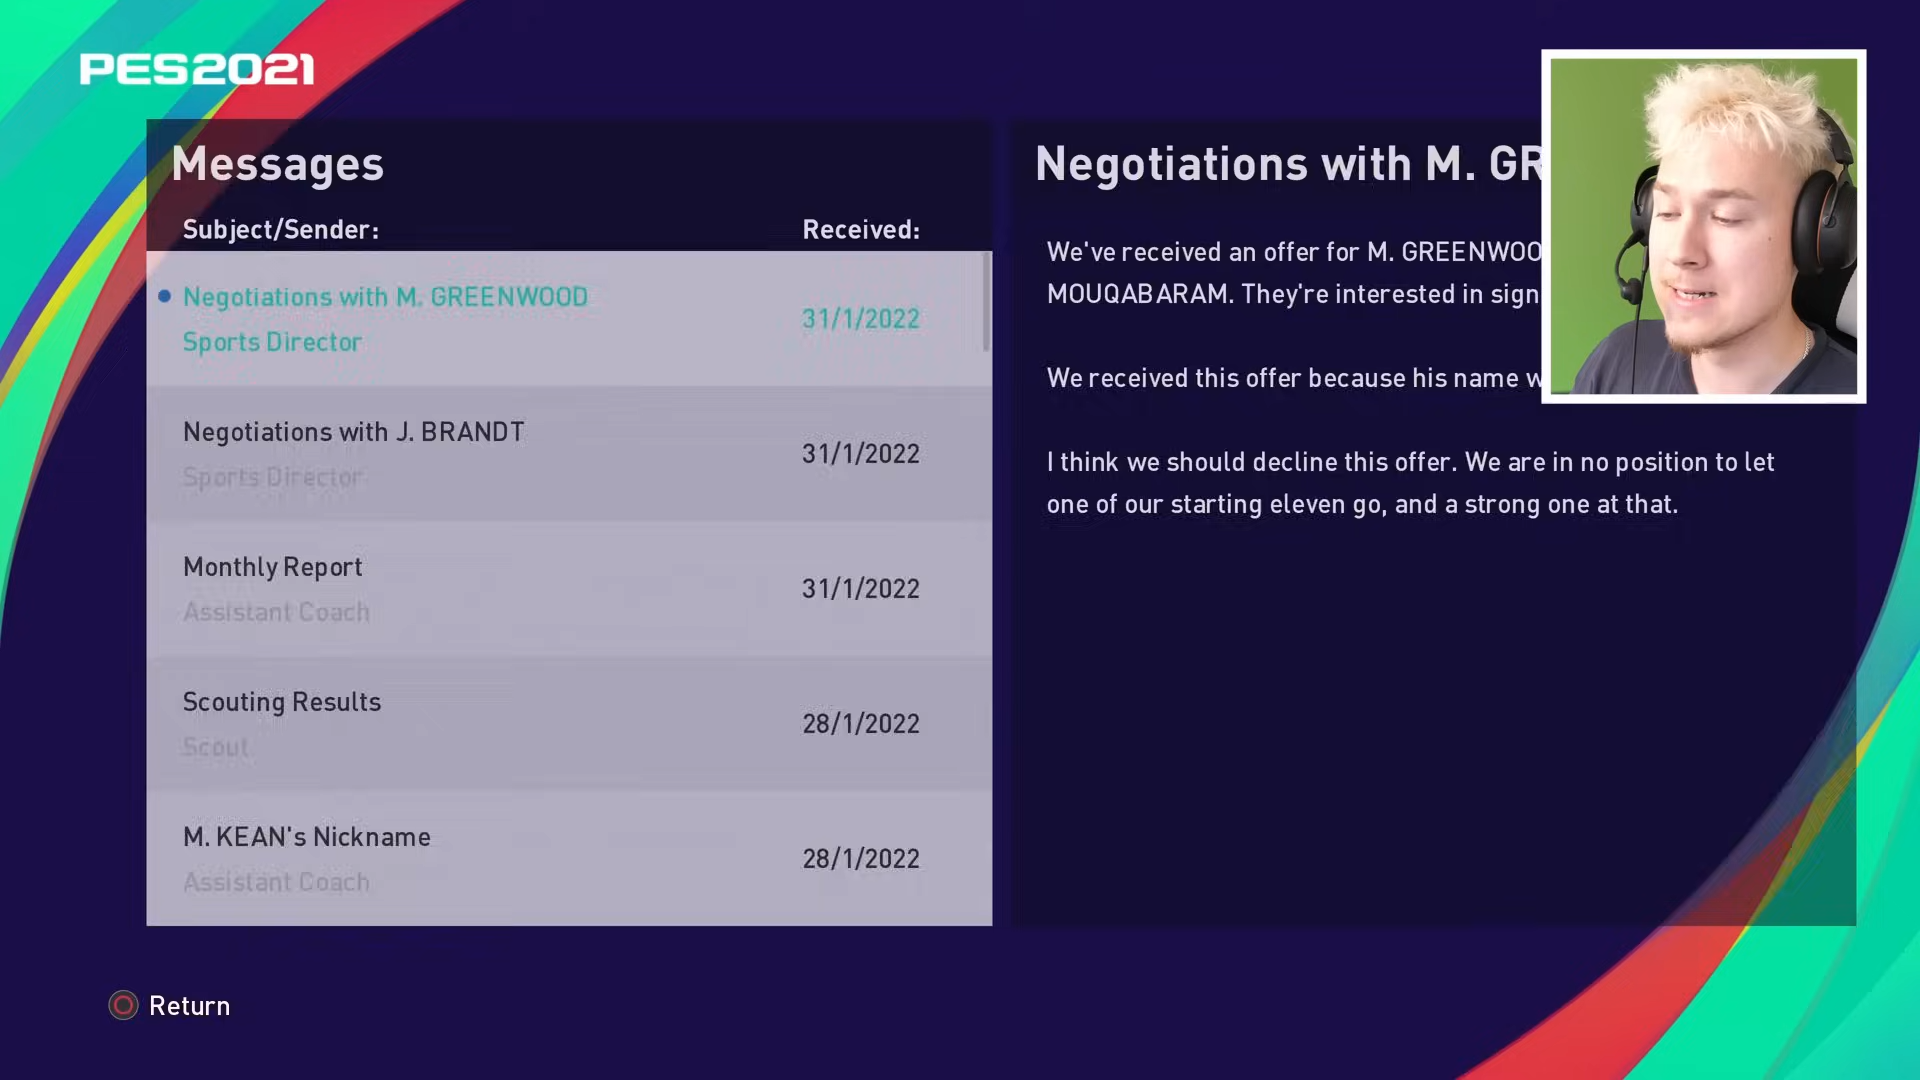 PES2021
Messages
Subject/Sender:
Received:
Negotiations with M. GREENWOOD
Sports Director
31/1/2022
Negotiations with J. BRANDT
Sports Director
31/1/2022
Monthly Report
Assistant Coach
31/1/2022
Scouting Results
Scout
28/1/2022
M. KEAN's Nickname
Assistant Coach
28/1/2022
Negotiations with M. GR
We've received an offer for M. GREENWOO
MOUQABARAM. They're interested in sign
We received this offer because his name w
I think we should decline this offer. We are in no position to let
one of our starting eleven go, and a strong one at that.
Return